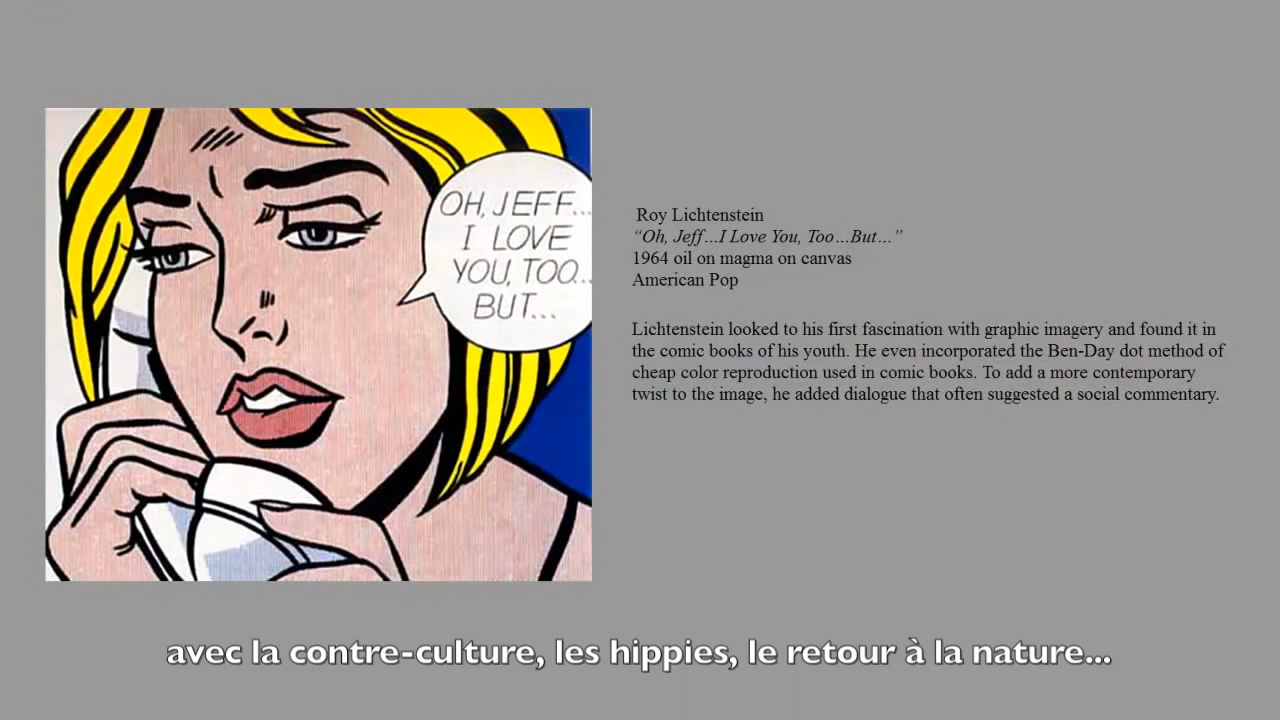 OH, JEFF...
I LOVE
YOU, TOO...
BUT...
Roy Lichtenstein
“Oh, Jeff…I Love You, Too…But…”
1964 oil on magma on canvas
American Pop
Lichtenstein looked to his first fascination with graphic imagery and found it in
the comic books of his youth. He even incorporated the Ben-Day dot method of
cheap color reproduction used in comic books. To add a more contemporary
twist to the image, he added dialogue that often suggested a social commentary.
avec la contre-culture, les hippies, le retour à la nature...